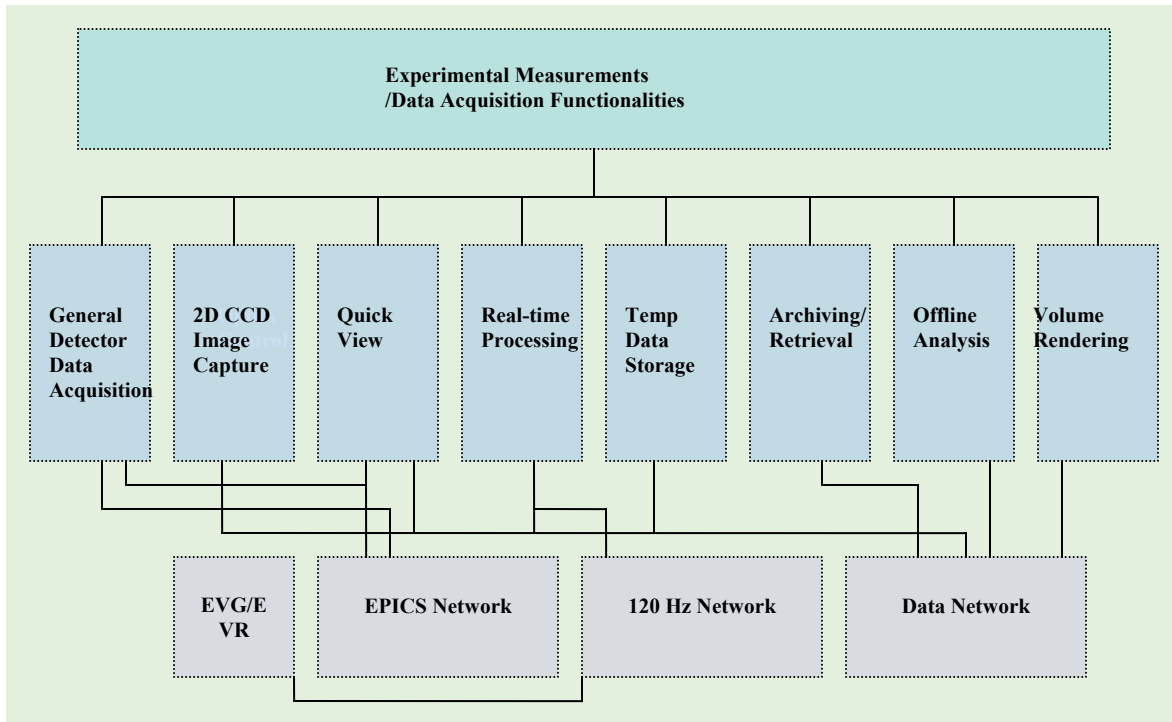 Experimental Measurements
/Data Acquisition Functionalities
General
Detector
Data
Acquisition
2D CCD
Image
Capture
Quick
View
Real-time
Processing
Temp
Data
Storage
Archiving/
Retrieval
Offline
Analysis
Volume
Rendering
EVG/E
VR
EPICS Network
120 Hz Network
Data Network